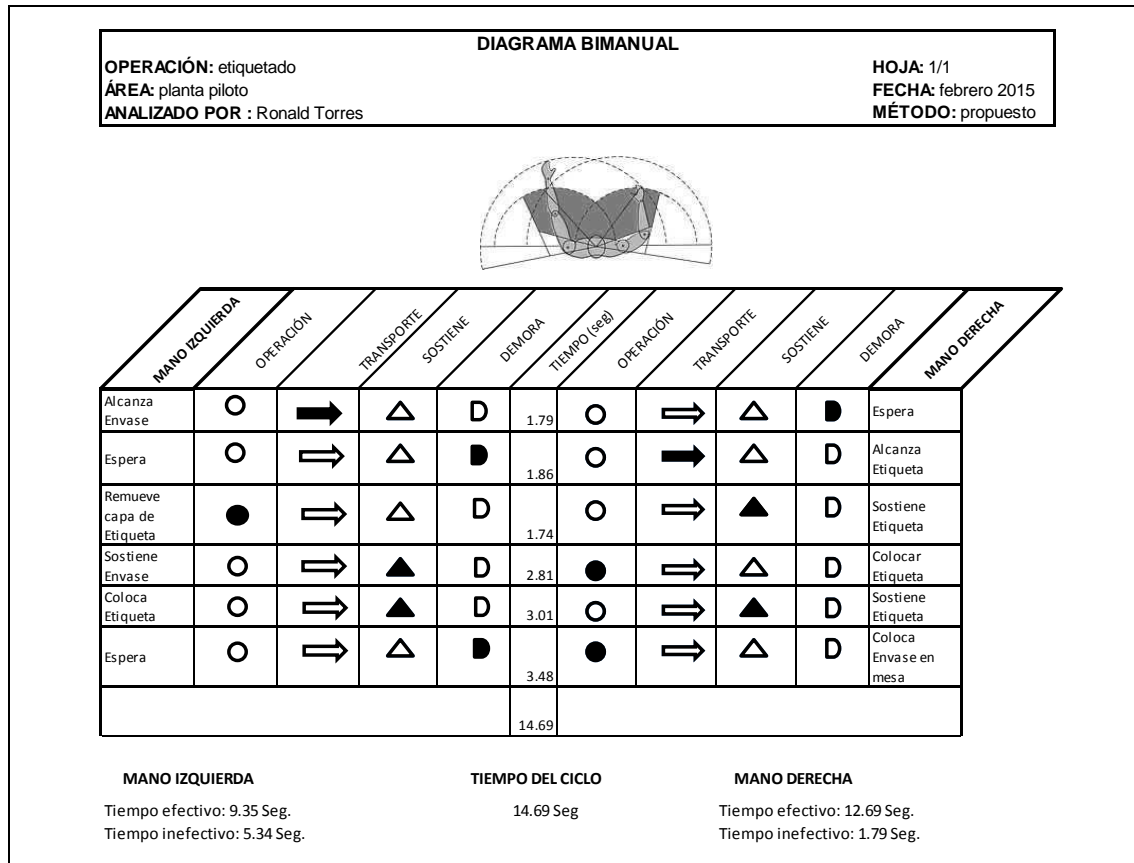 DIAGRAMA BIMANUAL
OPERACIÓN: etiquetado
HOJA: 1/1
ÁREA: planta piloto
FECHA: febrero 2015
ANALIZADO POR : Ronald Torres
MÉTODO: propuesto
MANO IZQUIERDA
OPERACIÓN
TRANSPORTE
SOSTIENE
DEMORA
TIEMPO (seg)
OPERACIÓN
TRANSPORTE
SOSTIENE
DEMORA
MANO DERECHA
Alcanza
Envase
D
1.79
Espera
Espera
1.86
D
Alcanza
Etiqueta
Remueve
capa de
Etiqueta
D
1.74
D
Sostiene
Etiqueta
Sostiene
Envase
D
2.81
D
Colocar
Etiqueta
Coloca
Etiqueta
D
3.01
D
Sostiene
Etiqueta
Espera
3.48
D
Coloca
Envase en
mesa
14.69
MANO IZQUIERDA
TIEMPO DEL CICLO
MANO DERECHA
Tiempo efectivo: 9.35 Seg.
14.69 Seg
Tiempo efectivo: 12.69 Seg.
Tiempo inefectivo: 5.34 Seg.
Tiempo inefectivo: 1.79 Seg.